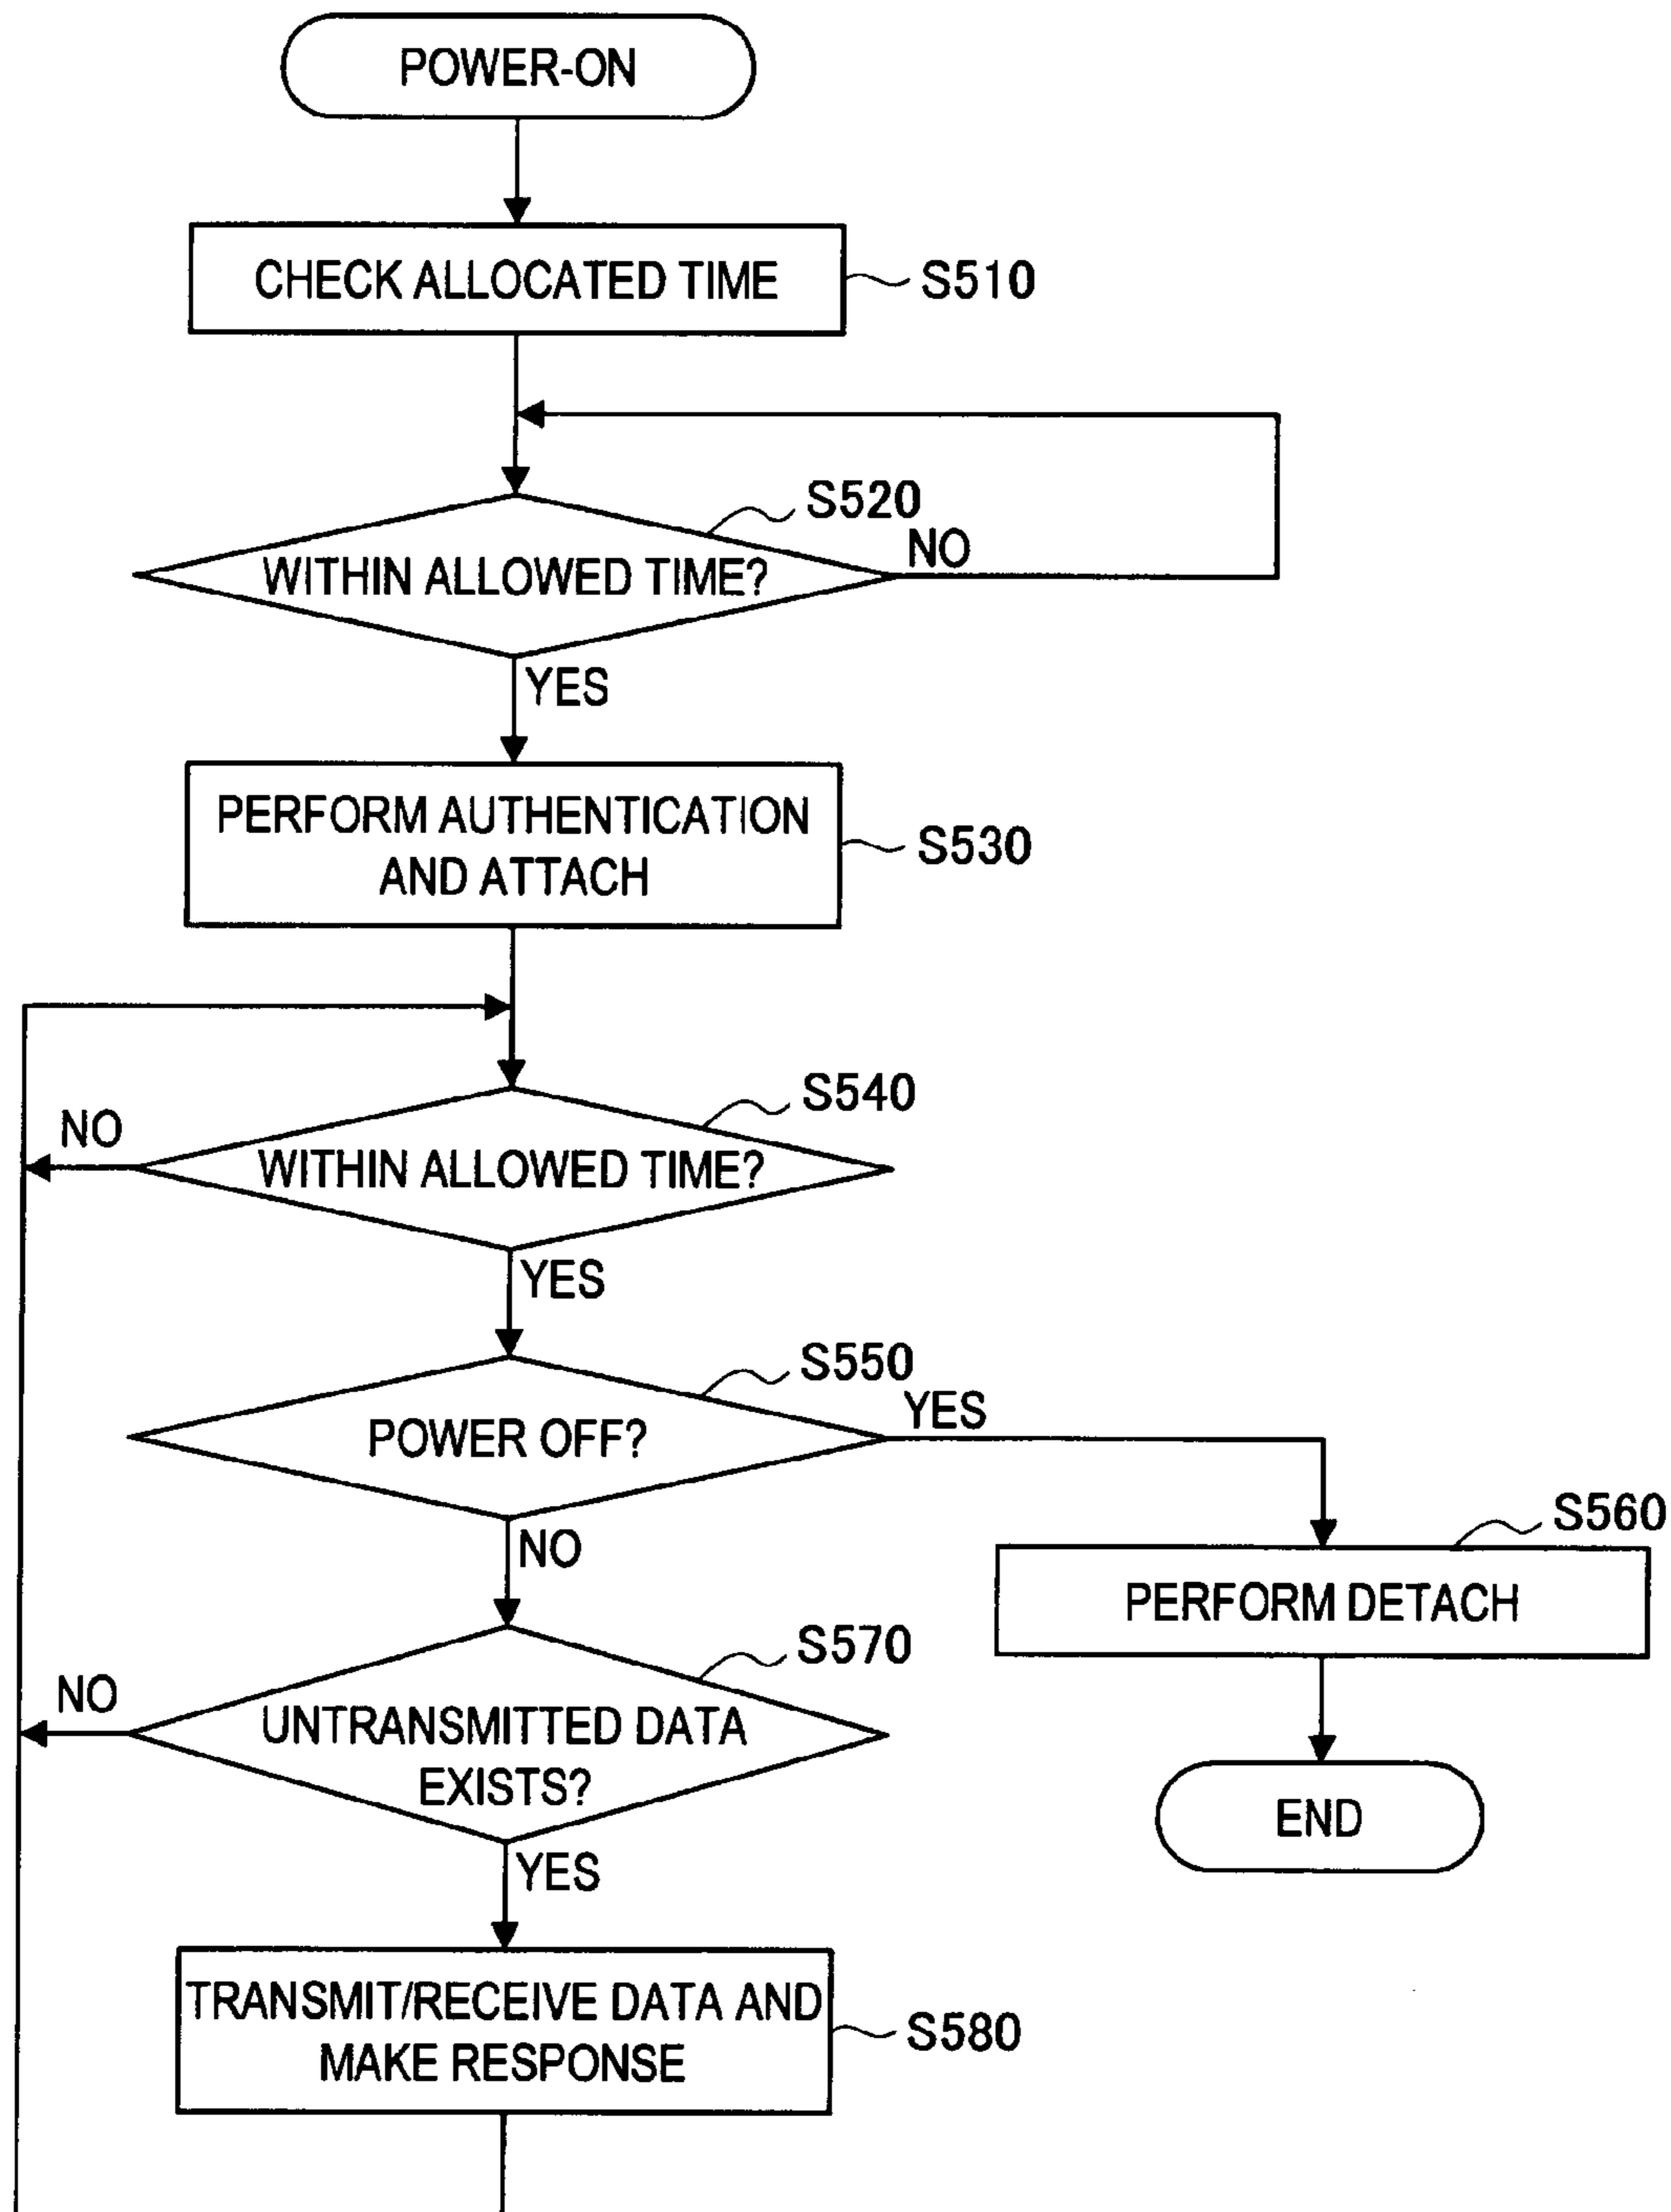 POWER-ON
CHECK ALLOCATED TIME
S510
S520
WITHIN ALLOWED TIME?
NO
YES
PERFORM AUTHENTICATION
AND ATTACH
S530
S540
NO
WITHIN ALLOWED TIME?
YES
S550
YES
POWER OFF?
NO
S560
PERFORM DETACH
S570
NO
UNTRANSMITTED DATA
EXISTS?
END
YES
TRANSMIT/RECEIVE DATA AND
MAKE RESPONSE
S580